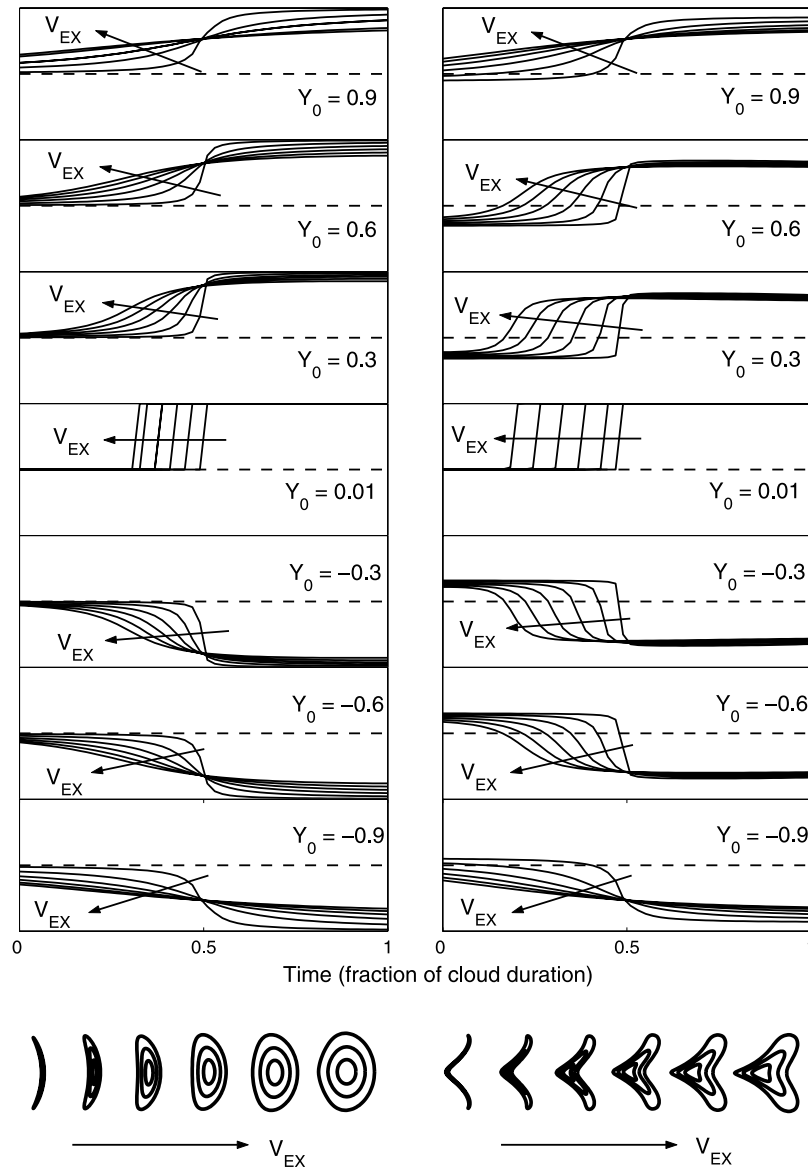 V_EX
Y_0 = 0.9
V_EX
Y_0 = 0.6
V_EX
Y_0 = 0.3
V_EX
Y_0 = 0.01
Y_0 = −0.3
V_EX
Y_0 = −0.6
V_EX
Y_0 = −0.9
V_EX
0 0.5 1
V_EX
Y_0 = 0.9
V_EX
Y_0 = 0.6
V_EX
Y_0 = 0.3
V_EX
Y_0 = 0.01
Y_0 = −0.3
V_EX
Y_0 = −0.6
V_EX
Y_0 = −0.9
V_EX
0 0.5
Time (fraction of cloud duration)
V_EX
V_EX